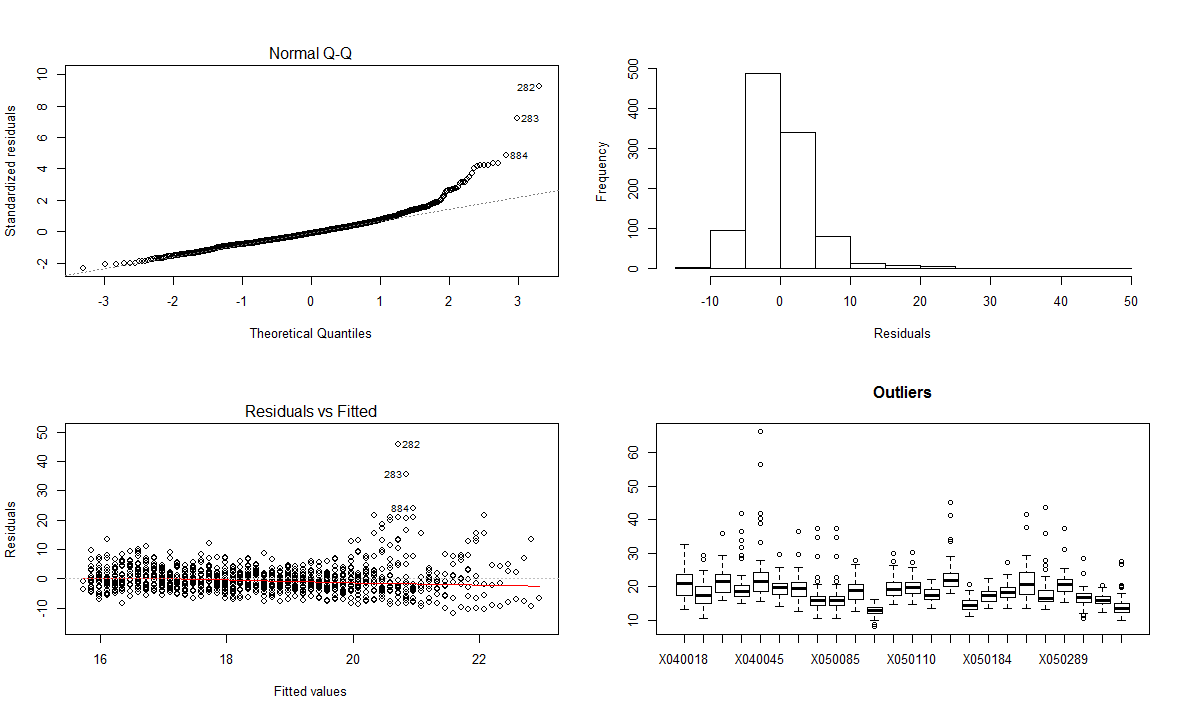 Normal Q-Q
Standardized residuals
10
8
6
4
2
0
-2
282
283
884
-3 -2 -1 0 1 2 3
Theoretical Quantiles
Frequency
500
400
300
200
100
0
-10 0 10 20 30 40 50
Residuals
Residuals vs Fitted
Residuals
50
40
30
20
10
0
-10
282
283
884
16 18 20 22
Fitted values
Outliers
60
50
40
30
20
10
X040018 X040045 X050085 X050110 X050184 X050289